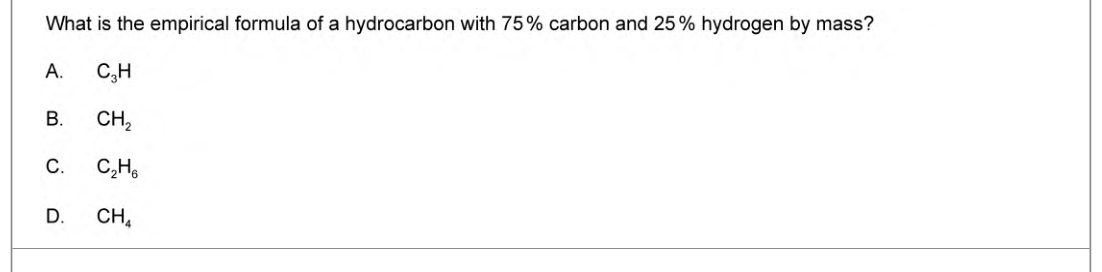 What is the empirical formula of a hydrocarbon with 75% carbon and 25% hydrogen by mass?
A. C₃H
B. CH₂
C. C₂H₆
D. CH₄